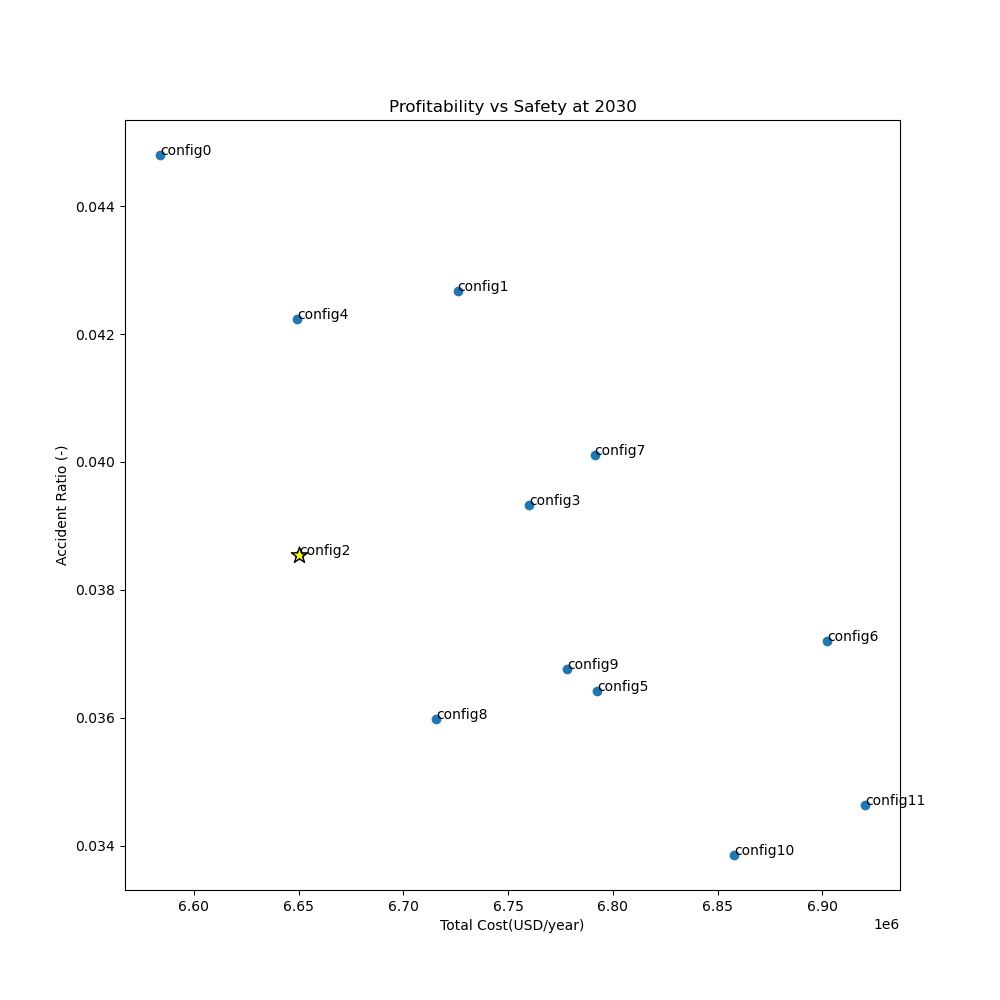 Profitability vs Safety at 2030
config0
0.044
config1
config4
0.042
config7
0.040
config3
Accident Ratio (-)
config2
0.038
config6
config9
config5
config8
0.036
config11
config10
0.034
6.60 6.65 6.70 6.75 6.80 6.85 6.90
1e6
Total Cost(USD/year)